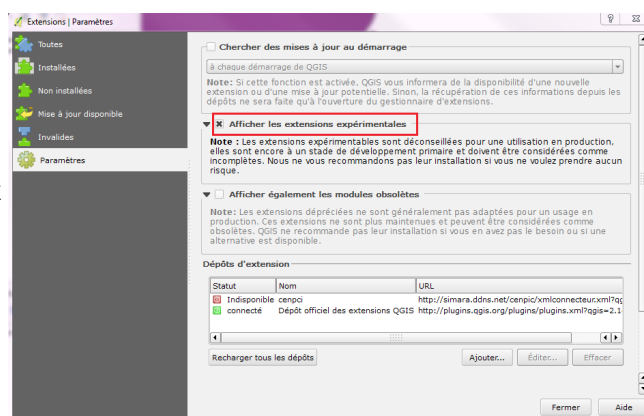 Extensions | Paramètres
Toutes
Installées
Non installées
Mise à jour disponible
Invalides
Paramètres
Chercher des mises à jour au démarrage
à chaque démarrage de QGIS
Note: Si cette fonction est activée, QGIS vous informera de la disponibilité d'une nouvelle
extension ou d'une mise à jour potentielle. Sinon, la récupération de ces informations depuis les
dépôts ne sera faite qu'à l'ouverture du gestionnaire d'extensions.
Afficher les extensions expérimentales
Note : Les extensions expérimentales sont déconseillées pour une utilisation en production,
elles sont encore à un stade de dévelopment primaire et doivent être considérées comme
incomplètes. Nous ne vous recommandons pas leur installation si vous ne voulez prendre aucun
risque.
Afficher également les modules obsolètes
Note: Les extensions dépréciées ne sont généralement pas adaptées pour un usage en
production. Ces extensions ne sont plus maintenues et peuvent être considérées comme
obsolètes. QGIS ne recommande pas leur installation si vous en avez pas le besoin ou si une
alternative est disponible.
Dépôts d'extension
Statut Nom URL
Indisponible cenpci http://simara.ddns.net/cenpic/xmlconnecteur.xml?qg
connecté Dépôt officiel des extensions QGIS http://plugins.qgis.org/plugins/plugins.xml?qgis=2.1
Recharger tous les dépôts Ajouter... Éditer... Effacer
Fermer Aide